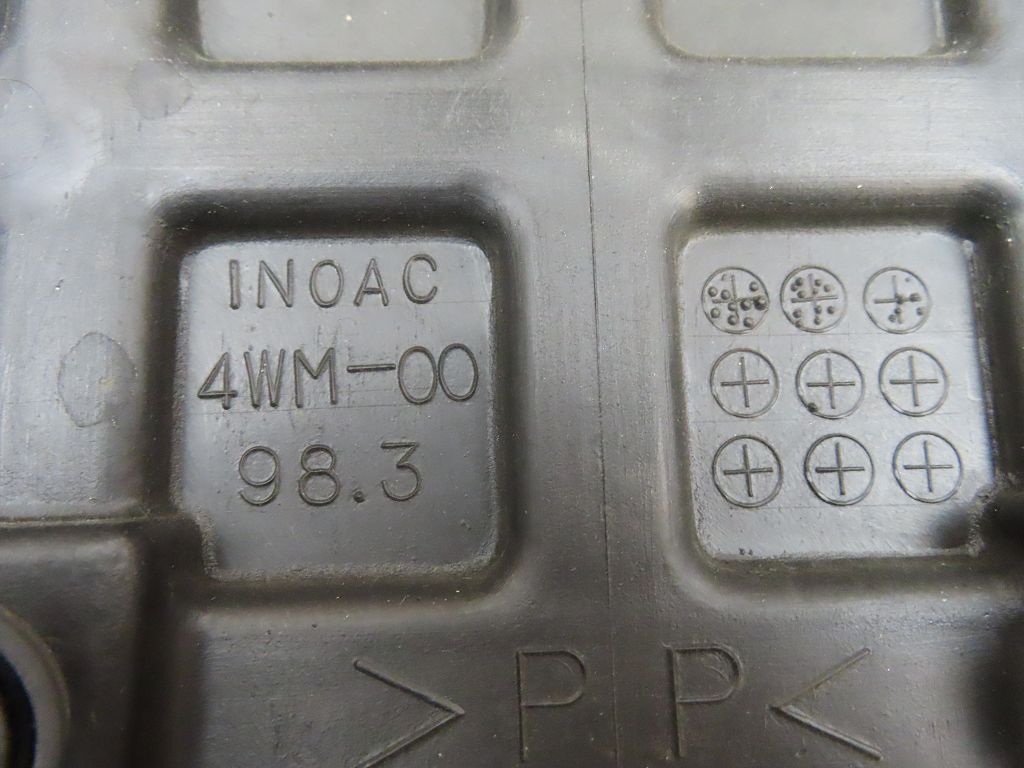 INOAC
4WM-00
98.3
>PP<